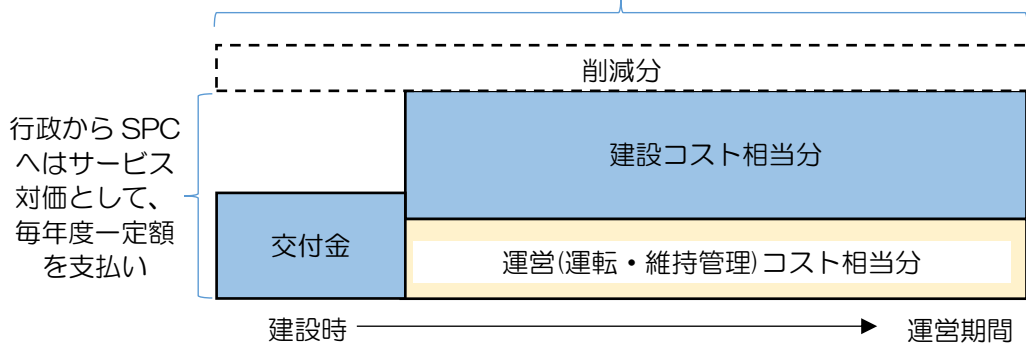 削減分
行政から SPC
へはサービス
対価として、
毎年度一定額
を支払い
建設コスト相当分
交付金
運営(運転・維持管理)コスト相当分
建設時
運営期間